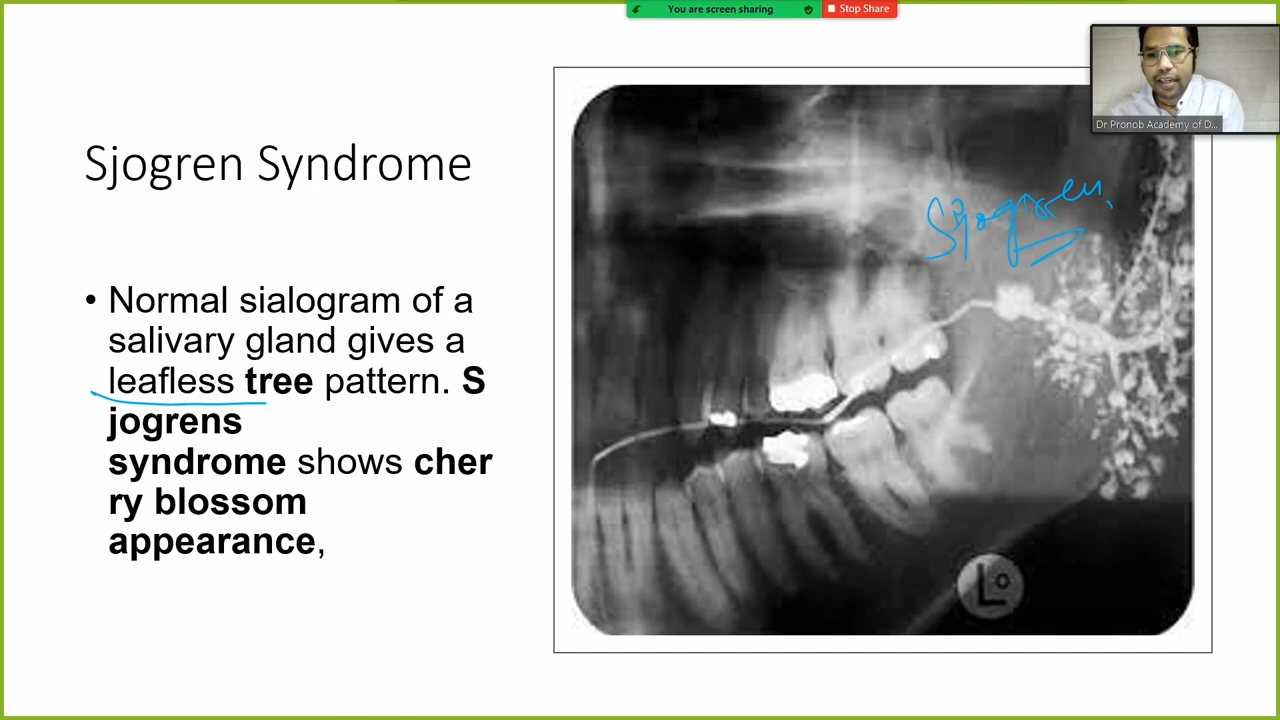 You are screen sharing
Stop Share
Dr Pronob Academy of D...
Sjogren Syndrome
• Normal sialogram of a
salivary gland gives a
leafless tree pattern. S
jogrens
syndrome shows cher
ry blossom
appearance,
Sjogren
L